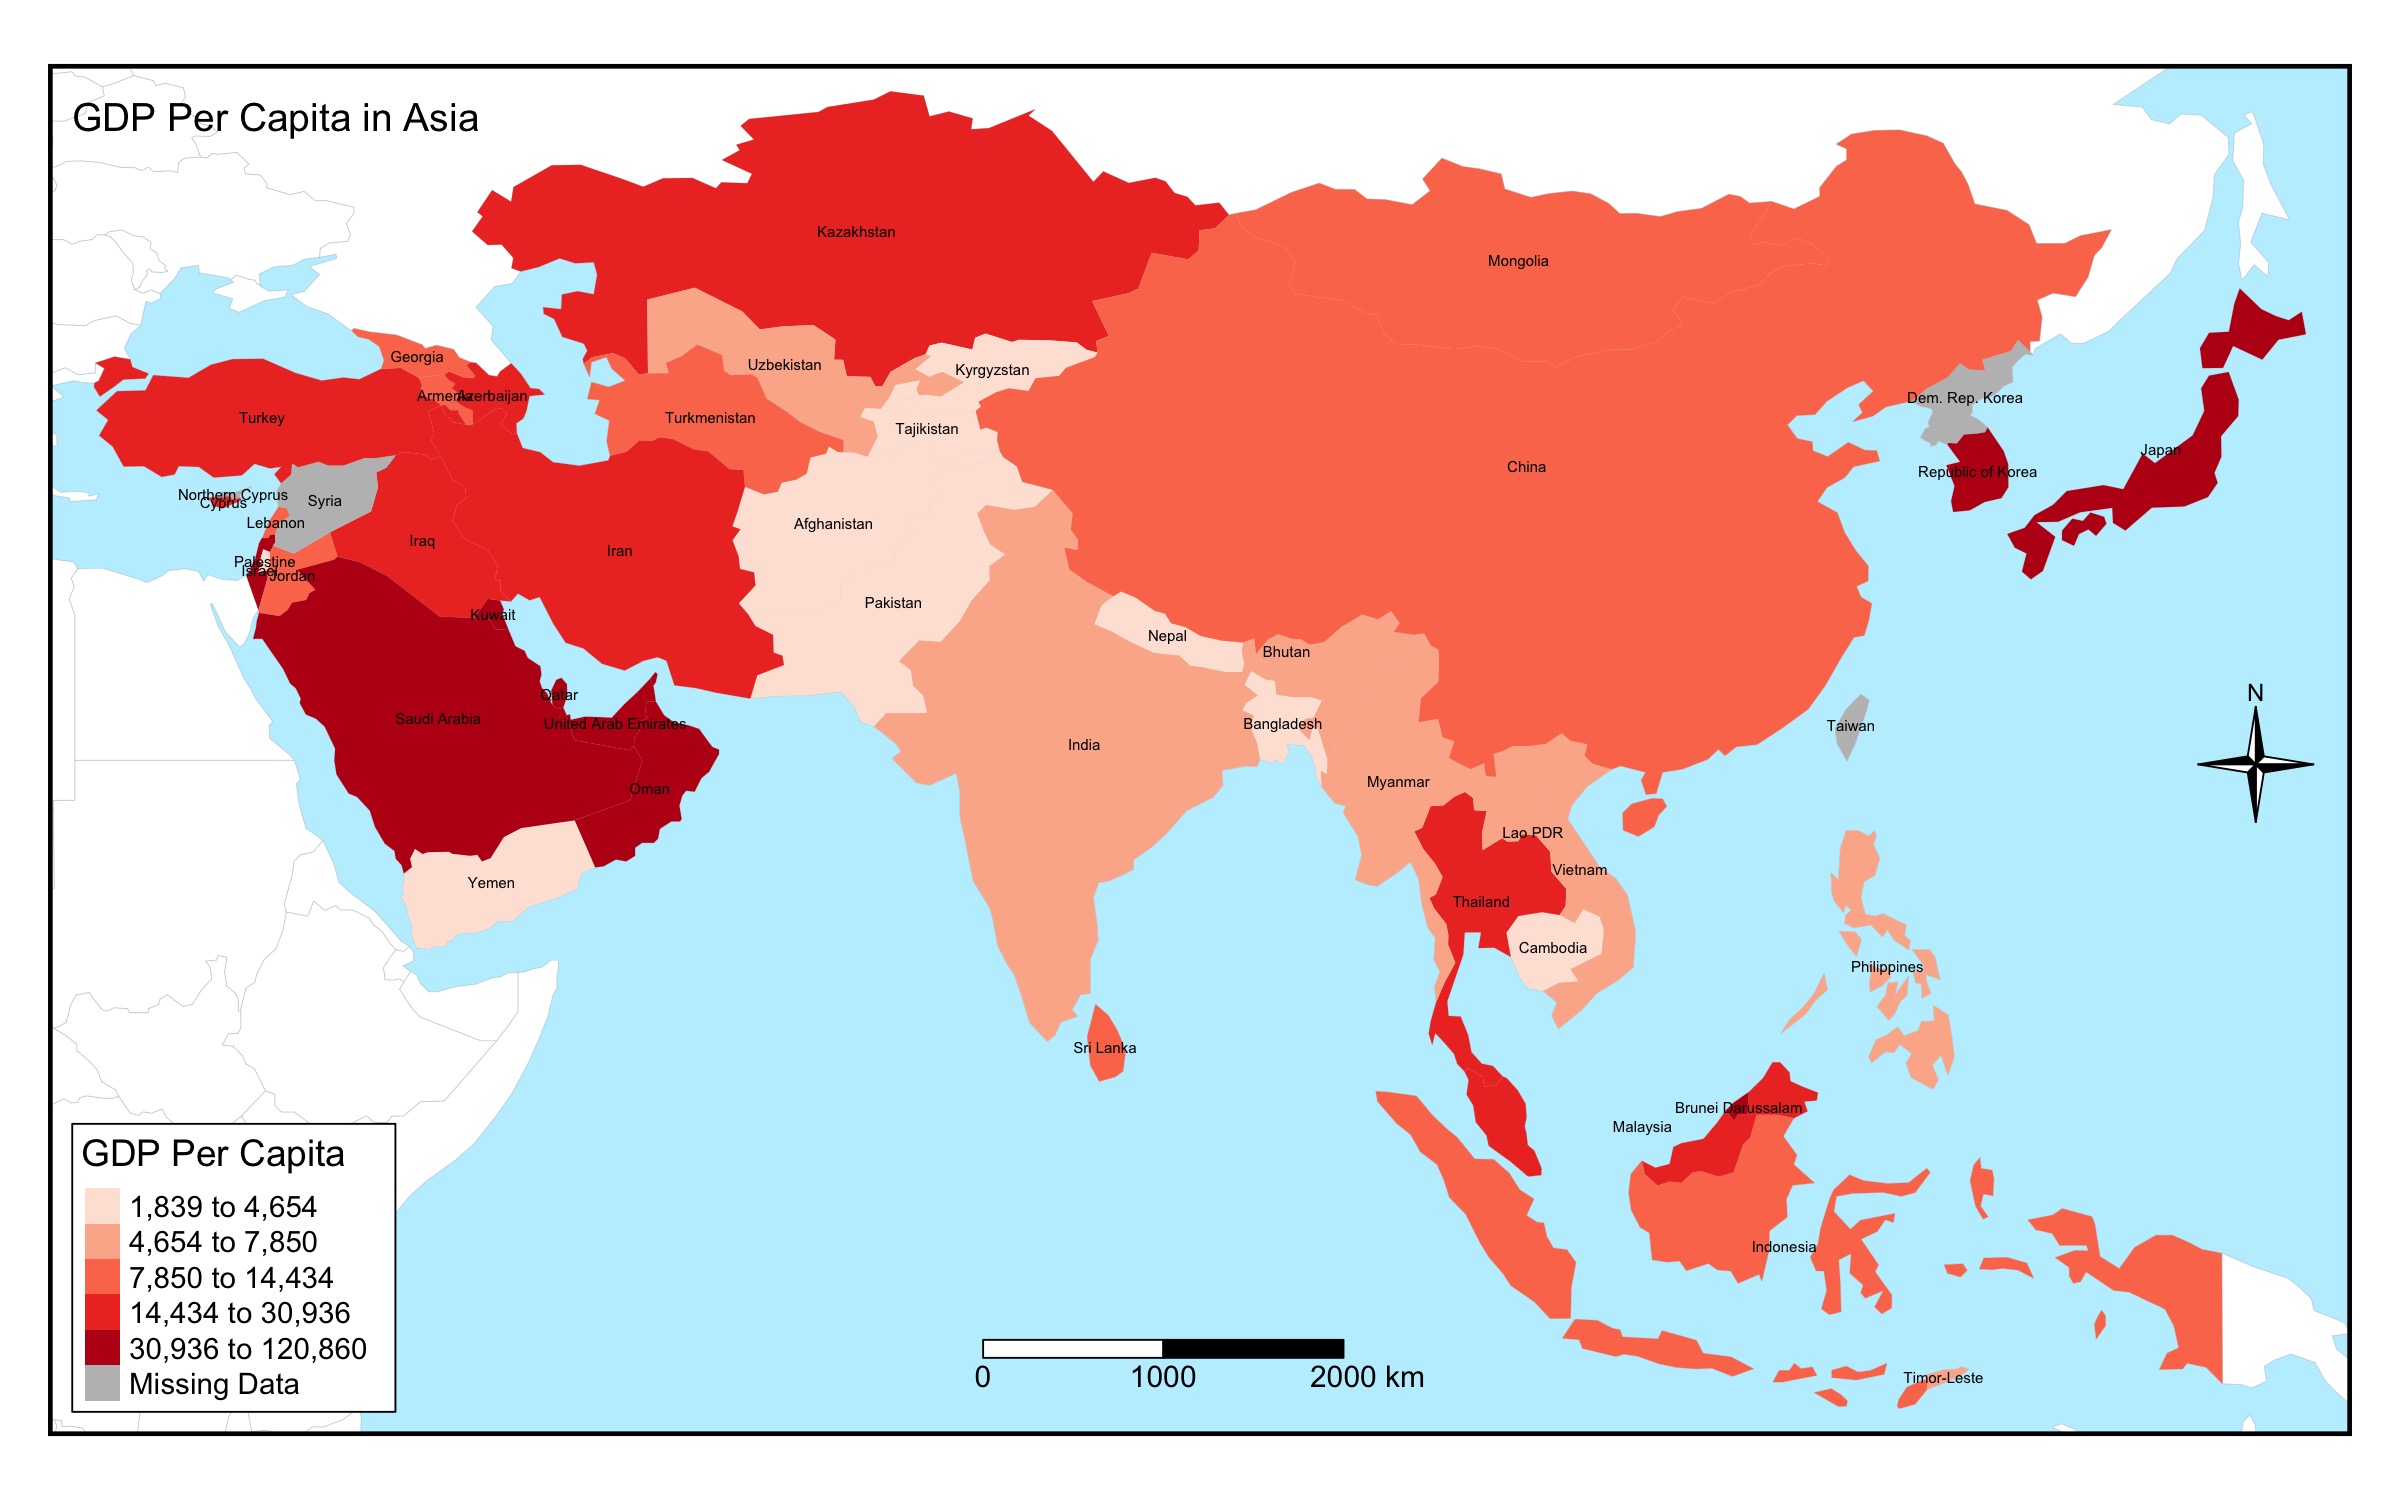 GDP Per Capita in Asia
Kazakhstan
Mongolia
Georgia
Uzbekistan
Kyrgyzstan
Armenia
Azerbaijan
Dem. Rep. Korea
Turkey
Turkmenistan
Tajikistan
Japan
China
Republic of Korea
Northern Cyprus
Cyprus
Syria
Lebanon
Afghanistan
Iraq
Iran
Palestine
Israel
Jordan
Pakistan
Kuwait
Nepal
Bhutan
Qatar
N
Saudi Arabia
United Arab Emirates
Bangladesh
Taiwan
India
Oman
Myanmar
Lao PDR
Vietnam
Yemen
Thailand
Cambodia
Philippines
Sri Lanka
Brunei Darussalam
Malaysia
Indonesia
Timor-Leste
GDP Per Capita
1,839 to 4,654
4,654 to 7,850
7,850 to 14,434
14,434 to 30,936
30,936 to 120,860
Missing Data
0 1000 2000 km